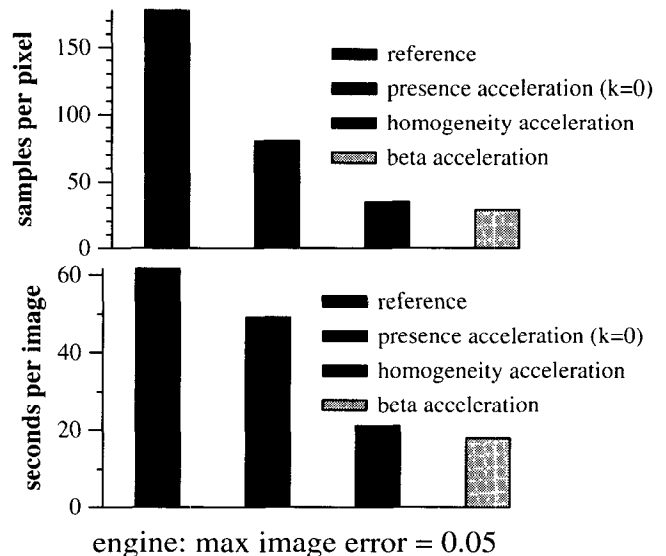 samples per pixel
150
100
50
0
reference
presence acceleration (k=0)
homogeneity acceleration
beta acceleration
seconds per image
60
40
20
0
reference
presence acceleration (k=0)
homogeneity acceleration
beta acceleration
engine: max image error = 0.05